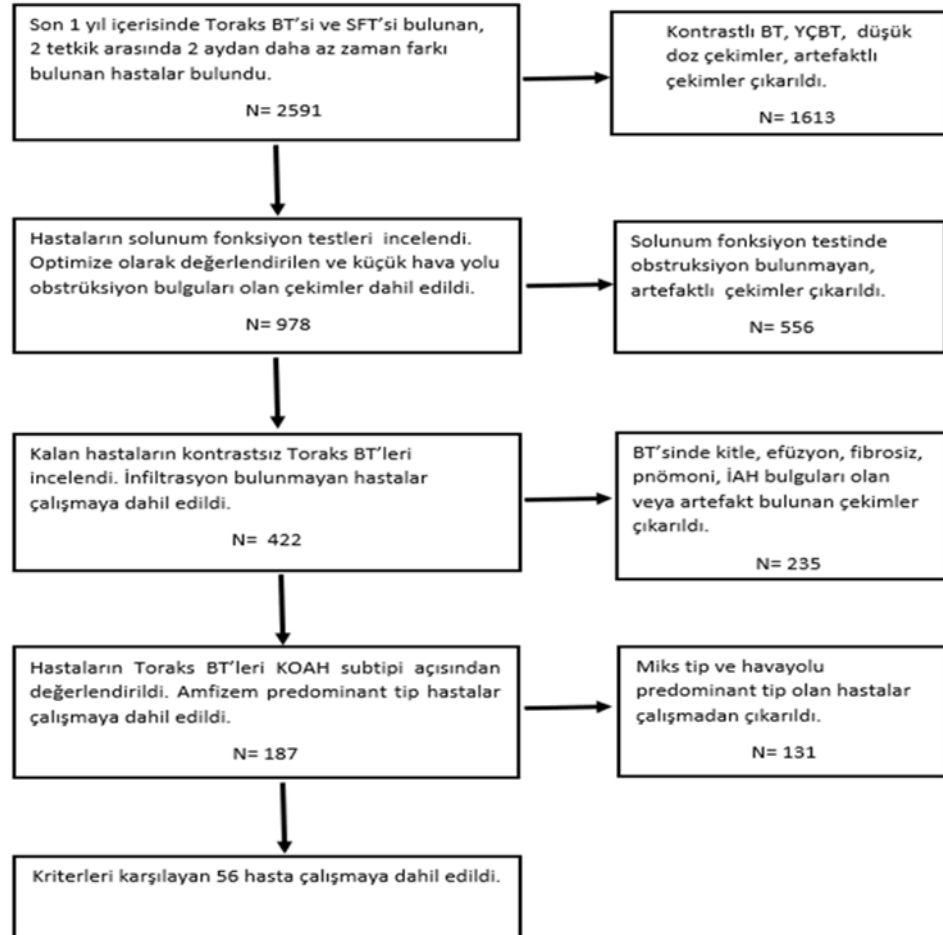 Son 1 yıl içerisinde Toraks BT'si ve SFT'si bulunan,
2 tetkik arasında 2 aydan daha az zaman farkı
bulunan hastalar bulundu.
N= 2591
Kontrastlı BT, YÇBT, düşük
doz çekimler, artefaktlı
çekimler çıkarıldı.
N= 1613
Hastaların solunum fonksiyon testleri incelendi.
Optimize olarak değerlendirilen ve küçük hava yolu
obstrüksiyon bulguları olan çekimler dahil edildi.
N= 978
Solunum fonksiyon testinde
obstruksiyon bulunmayan,
artefaktlı çekimler çıkarıldı.
N= 556
Kalan hastaların kontrastsız Toraks BT'leri
incelendi. İnfiltrasyon bulunmayan hastalar
çalışmaya dahil edildi.
N= 422
BT'sinde kitle, efüzyon, fibrosiz,
pnömoni, İAH bulguları olan
veya artefakt bulunan çekimler
çıkarıldı.
N= 235
Hastaların Toraks BT'leri KOAH subtipi açısından
değerlendirildi. Amfizem predominant tip hastalar
çalışmaya dahil edildi.
N= 187
Miks tip ve havayolu
predominant tip olan hastalar
çalışmadan çıkarıldı.
N= 131
Kriterleri karşılayan 56 hasta çalışmaya dahil edildi.